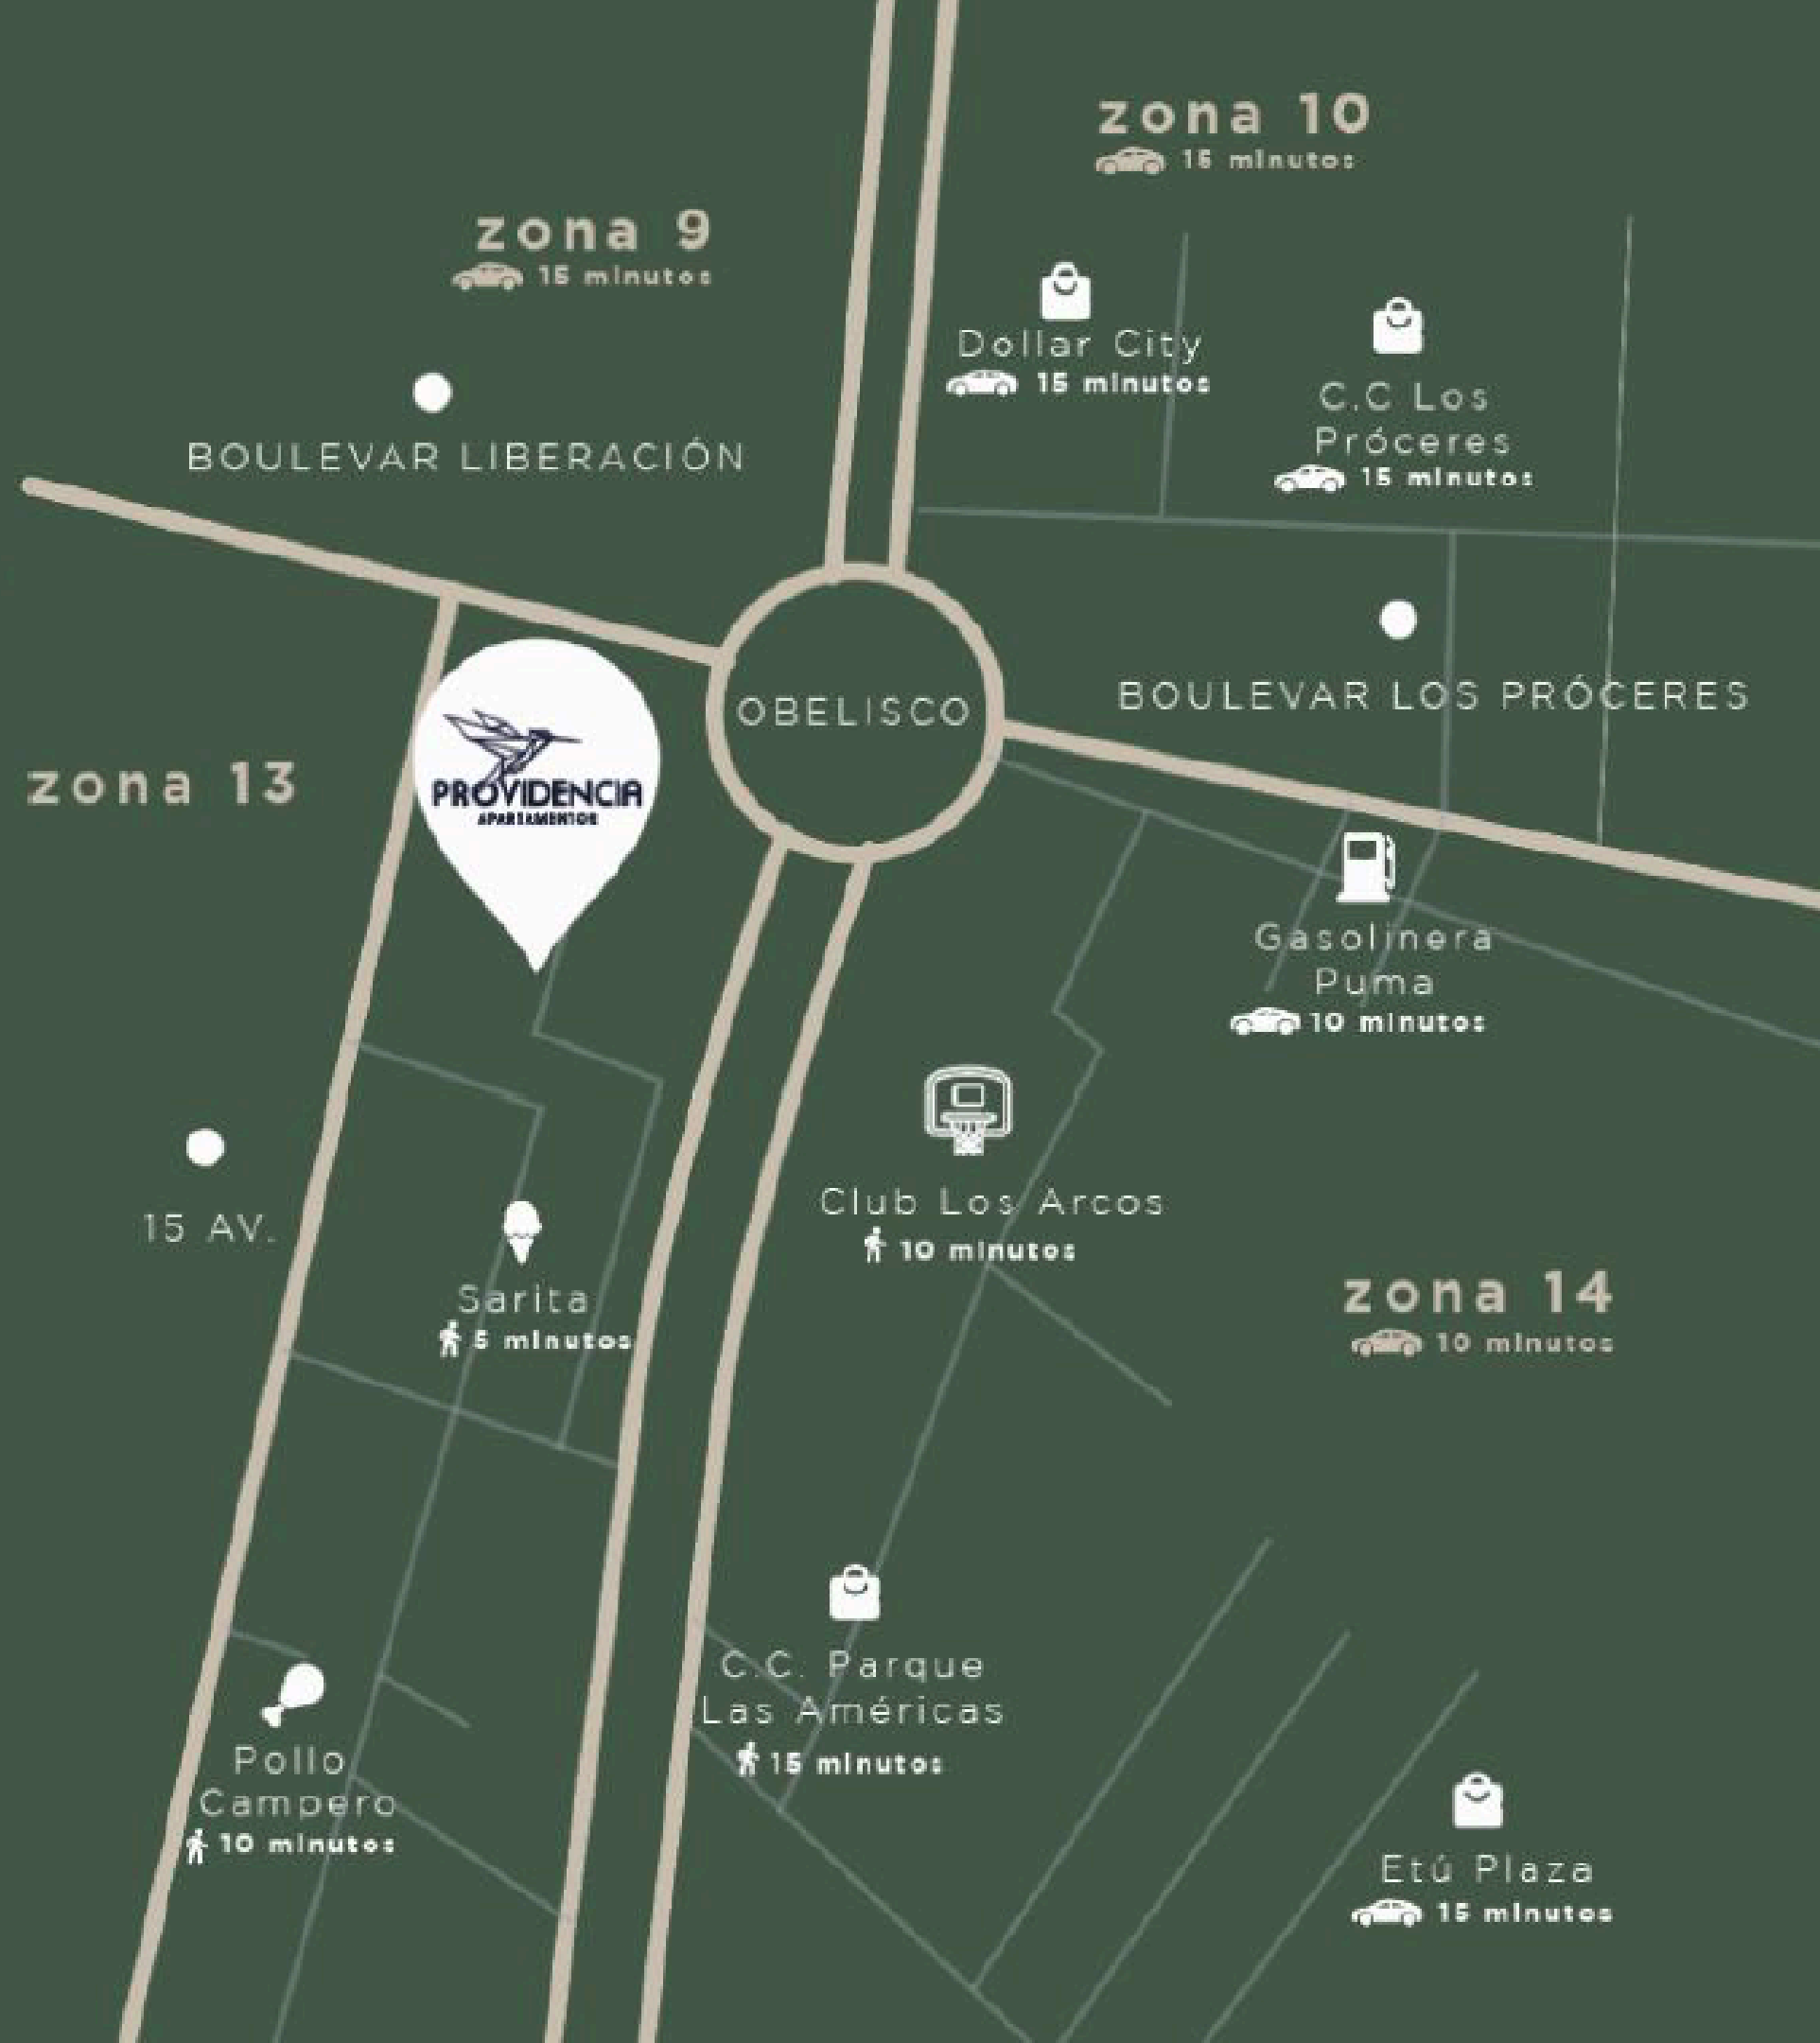 zona 10
15 minutos
zona 9
15 minutos
Dollar City
15 minutos
C.C Los
Próceres
15 minutos
BOULEVAR LIBERACIÓN
BOULEVAR LOS PRÓCERES
OBELISCO
zona 13
PROVIDENCIA
APARTAMENTOS
Gasolinera
Puma
10 minutos
15 AV.
Club Los Arcos
10 minutos
Sarita
5 minutos
zona 14
10 minutos
C.C. Parque
Las Américas
15 minutos
Pollo
Campero
10 minutos
Etú Plaza
15 minutos